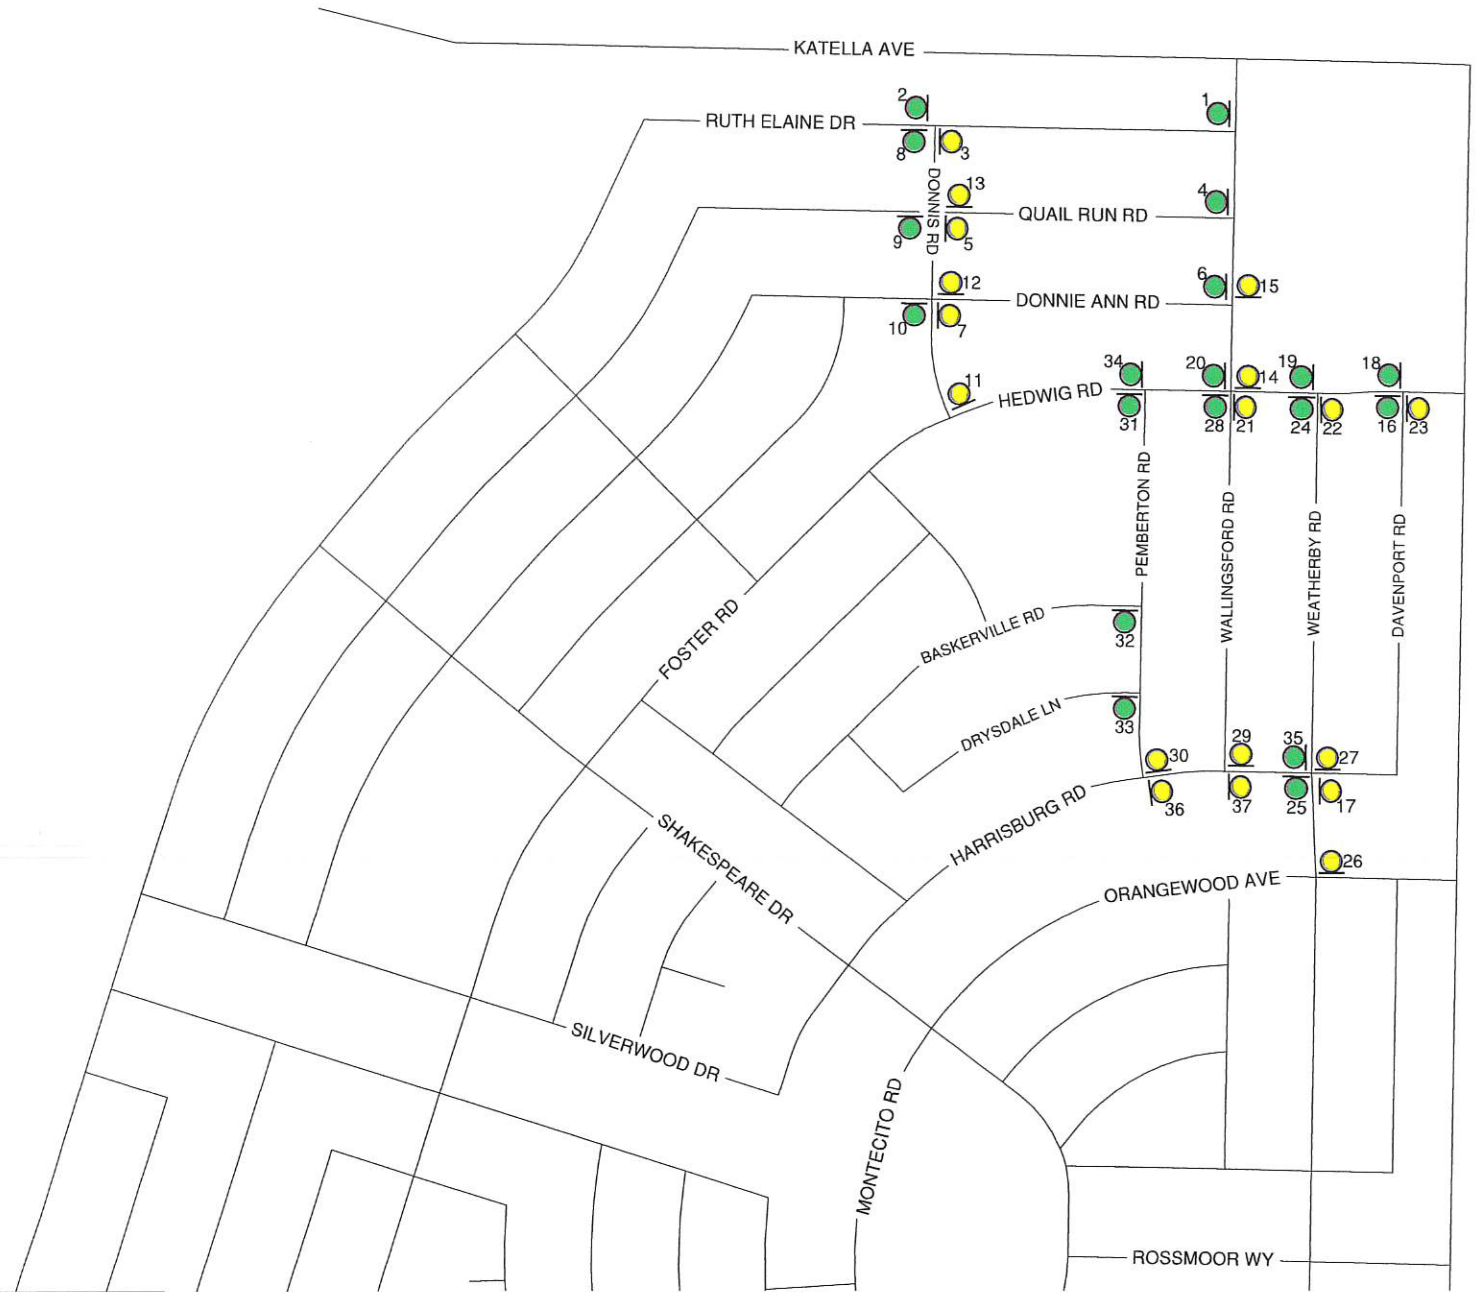 KATELLA AVE
2
1
RUTH ELAINE DR
8
3
DONNIS RD
13
4
QUAIL RUN RD
9
5
12
6
15
DONNIE ANN RD
10
7
34
20
14
19
18
11
HEDWIG RD
31
28
21
24
22
16
23
PEMBERTON RD
WALLINGSFORD RD
WEATHERBY RD
DAVENPORT RD
FOSTER RD
BASKERVILLE RD
32
DRYSDALE LN
33
30
29
35
27
36
37
25
17
HARRISBURG RD
SHAKESPEARE DR
26
ORANGEWOOD AVE
SILVERWOOD DR
MONTECITO RD
ROSSMOOR WY